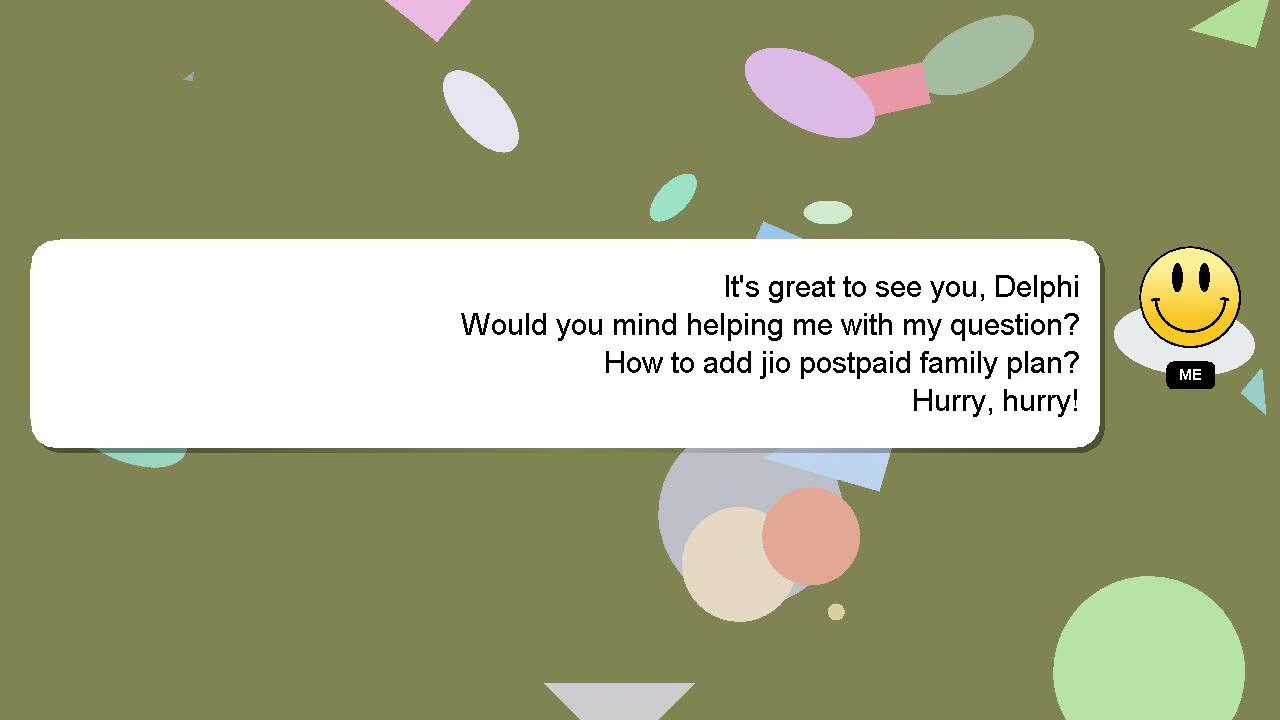 It's great to see you, Delphi
Would you mind helping me with my question?
How to add jio postpaid family plan?
Hurry, hurry!
ME